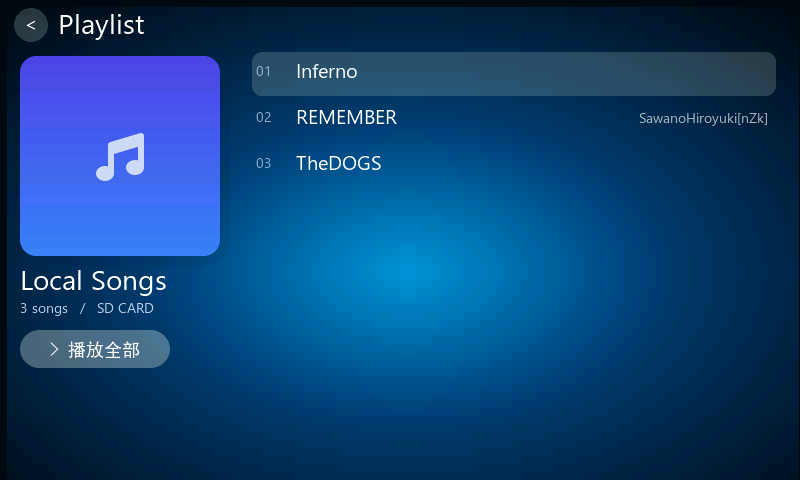 < Playlist
01 Inferno
02 REMEMBER SawanoHiroyuki[nZk]
03 TheDOGS
Local Songs
3 songs / SD CARD
> 播放全部